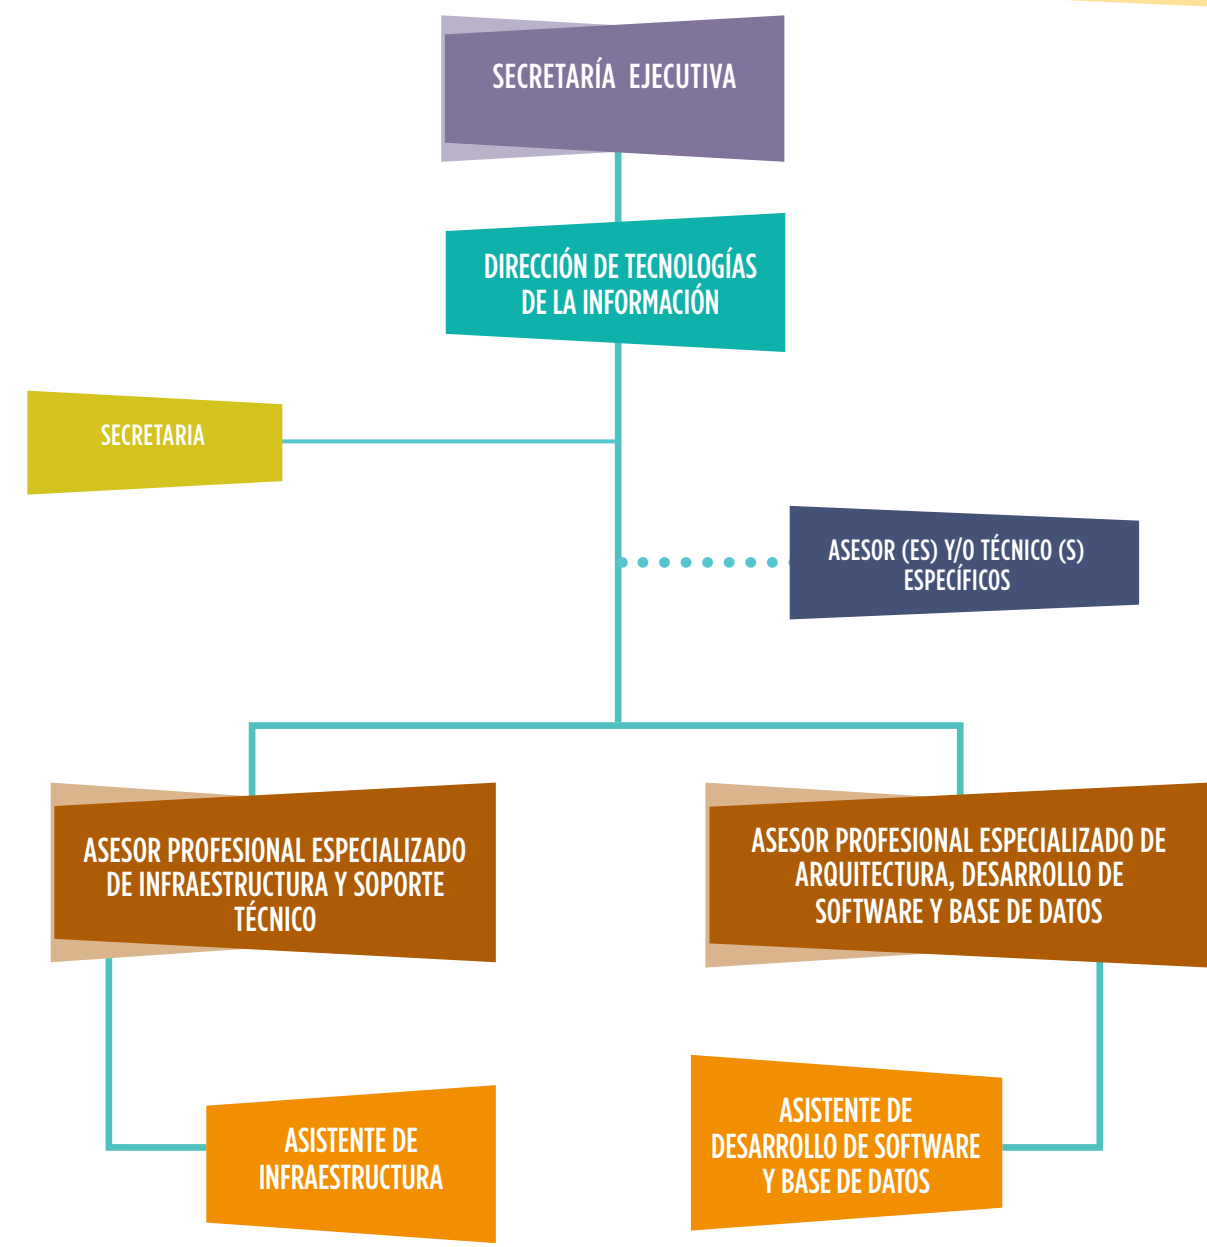 SECRETARÍA EJECUTIVA
DIRECCIÓN DE TECNOLOGÍAS
DE LA INFORMACIÓN
SECRETARIA
ASESOR (ES) Y/O TÉCNICO (S)
ESPECÍFICOS
ASESOR PROFESIONAL ESPECIALIZADO
DE INFRAESTRUCTURA Y SOPORTE
TÉCNICO
ASESOR PROFESIONAL ESPECIALIZADO DE
ARQUITECTURA, DESARROLLO DE
SOFTWARE Y BASE DE DATOS
ASISTENTE DE
INFRAESTRUCTURA
ASISTENTE DE
DESARROLLO DE SOFTWARE
Y BASE DE DATOS